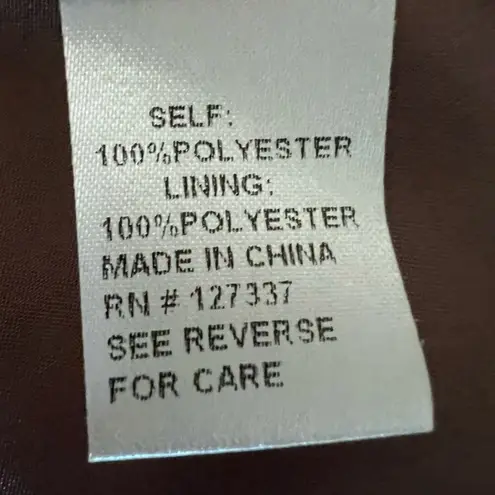 SELF:
100%POLYESTER
LINING:
100%POLYESTER
MADE IN CHINA
RN # 127337
SEE REVERSE
FOR CARE